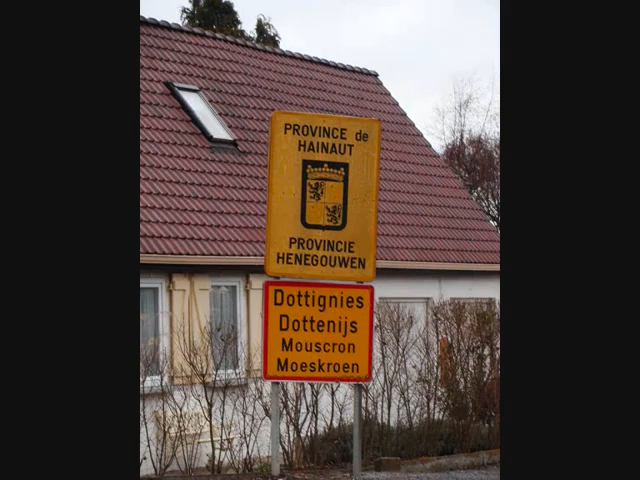 PROVINCE de
HAINAUT
PROVINCIE
HENEGOUWEN
Dottignies
Dottenijs
Mouscron
Moeskroen